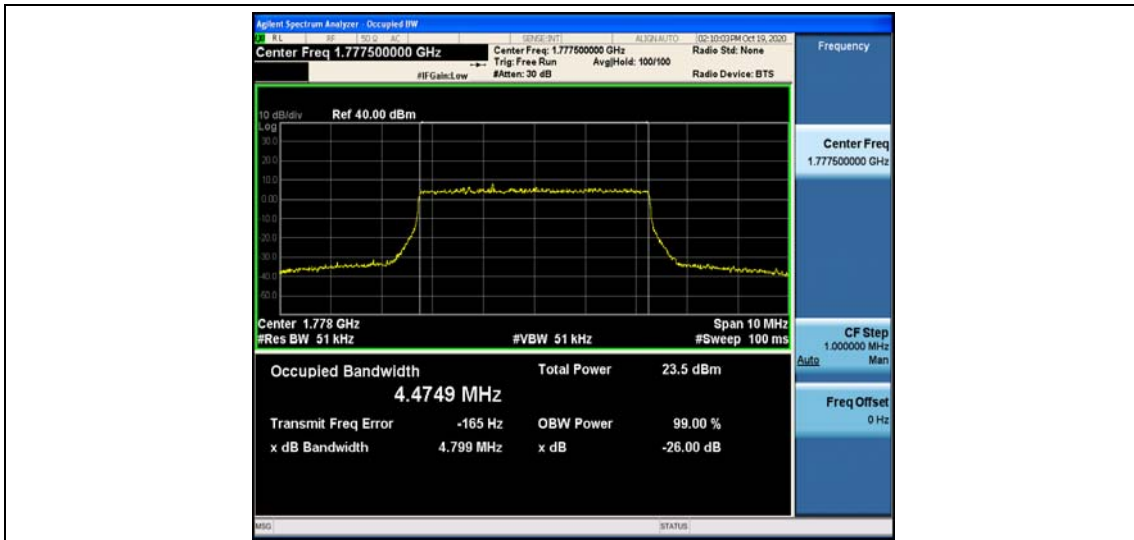 Agilent Spectrum Analyzer - Occupied BW
RL RF 50 Ω AC SENSE:INT ALIGN AUTO 02:10:03 PM Oct 19, 2020
Center Freq 1.777500000 GHz
Center Freq: 1.777500000 GHz
Radio Std: None
Trig: Free Run Avg|Hold: 100/100
#IFGain:Low #Atten: 30 dB
Radio Device: BTS
Frequency
10 dB/div Ref 40.00 dBm
Log
30.0
20.0
10.0
0.00
10.0
20.0
30.0
40.0
50.0
Center 1.778 GHz Span 10 MHz
#Res BW 51 kHz #VBW 51 kHz #Sweep 100 ms
Occupied Bandwidth Total Power 23.5 dBm
4.4749 MHz
Transmit Freq Error -165 Hz OBW Power 99.00 %
x dB Bandwidth 4.799 MHz x dB -26.00 dB
Center Freq
1.777500000 GHz
CF Step
1.000000 MHz
Auto Man
Freq Offset
0 Hz
MSG STATUS